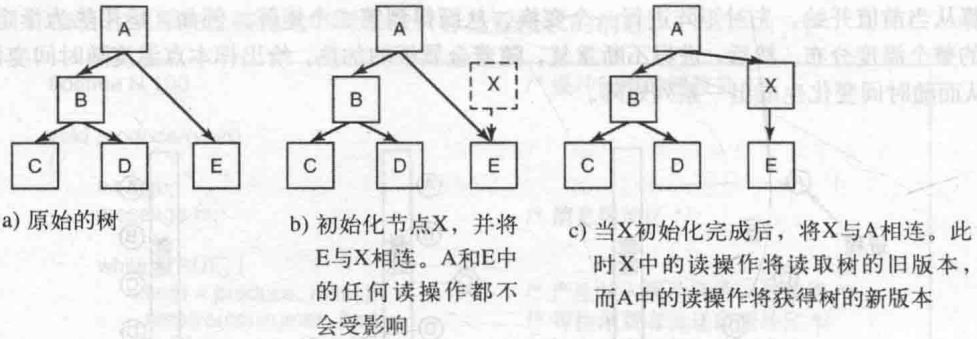 A
B
C
D
E
A
B
X
C
D
E
A
B
X
C
D
E
a) 原始的树
b) 初始化节点X，并将
E与X相连。A和E中
的任何读操作都不
会受影响
c) 当X初始化完成后，将X与A相连。此
时X中的读操作将读取树的旧版本，
而A中的读操作将获得树的新版本